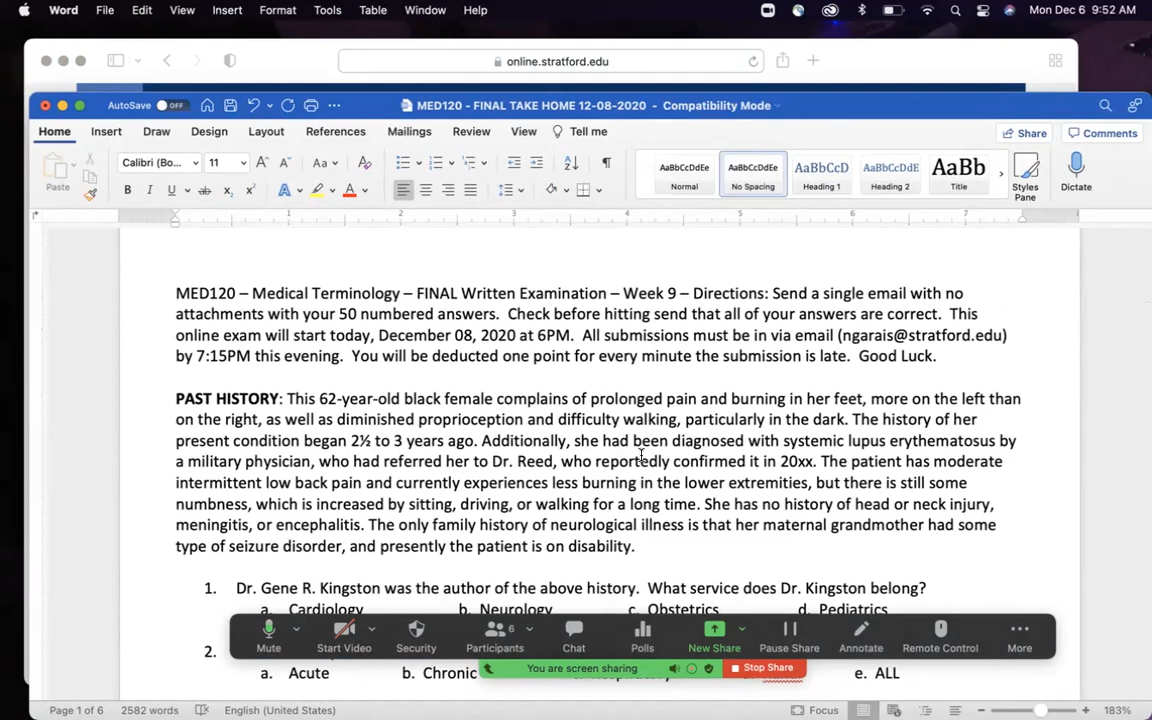 Word File Edit View Insert Format Tools Table Window Help Mon Dec 6 9:52 AM
online.stratford.edu
AutoSave OFF MED120 - FINAL TAKE HOME 12-08-2020 - Compatibility Mode
Home Insert Draw Design Layout References Mailings Review View Tell me Share Comments
Paste Calibri (Bo... 11 Aa AaBbCcDdEe AaBbCcDdEe AaBbCcD AaBbCcDdE AaBb
B I U ab x₂ x² A A Normal No Spacing Heading 1 Heading 2 Title Styles Pane Dictate
1 2 3 4 5 6 7
MED120 – Medical Terminology – FINAL Written Examination – Week 9 – Directions: Send a single email with no
attachments with your 50 numbered answers. Check before hitting send that all of your answers are correct. This
online exam will start today, December 08, 2020 at 6PM. All submissions must be in via email (ngarais@stratford.edu)
by 7:15PM this evening. You will be deducted one point for every minute the submission is late. Good Luck.
PAST HISTORY: This 62-year-old black female complains of prolonged pain and burning in her feet, more on the left than
on the right, as well as diminished proprioception and difficulty walking, particularly in the dark. The history of her
present condition began 2½ to 3 years ago. Additionally, she had been diagnosed with systemic lupus erythematosus by
a military physician, who had referred her to Dr. Reed, who reportedly confirmed it in 20xx. The patient has moderate
intermittent low back pain and currently experiences less burning in the lower extremities, but there is still some
numbness, which is increased by sitting, driving, or walking for a long time. She has no history of head or neck injury,
meningitis, or encephalitis. The only family history of neurological illness is that her maternal grandmother had some
type of seizure disorder, and presently the patient is on disability.
1. Dr. Gene R. Kingston was the author of the above history. What service does Dr. Kingston belong?
a. Cardiology b. Neurology c. Obstetrics d. Pediatrics
2.
Mute Start Video Security Participants 6 Chat Polls New Share Pause Share Annotate Remote Control More
You are screen sharing Stop Share
a. Acute b. Chronic e. ALL
Page 1 of 6 2582 words English (United States) Focus 183%